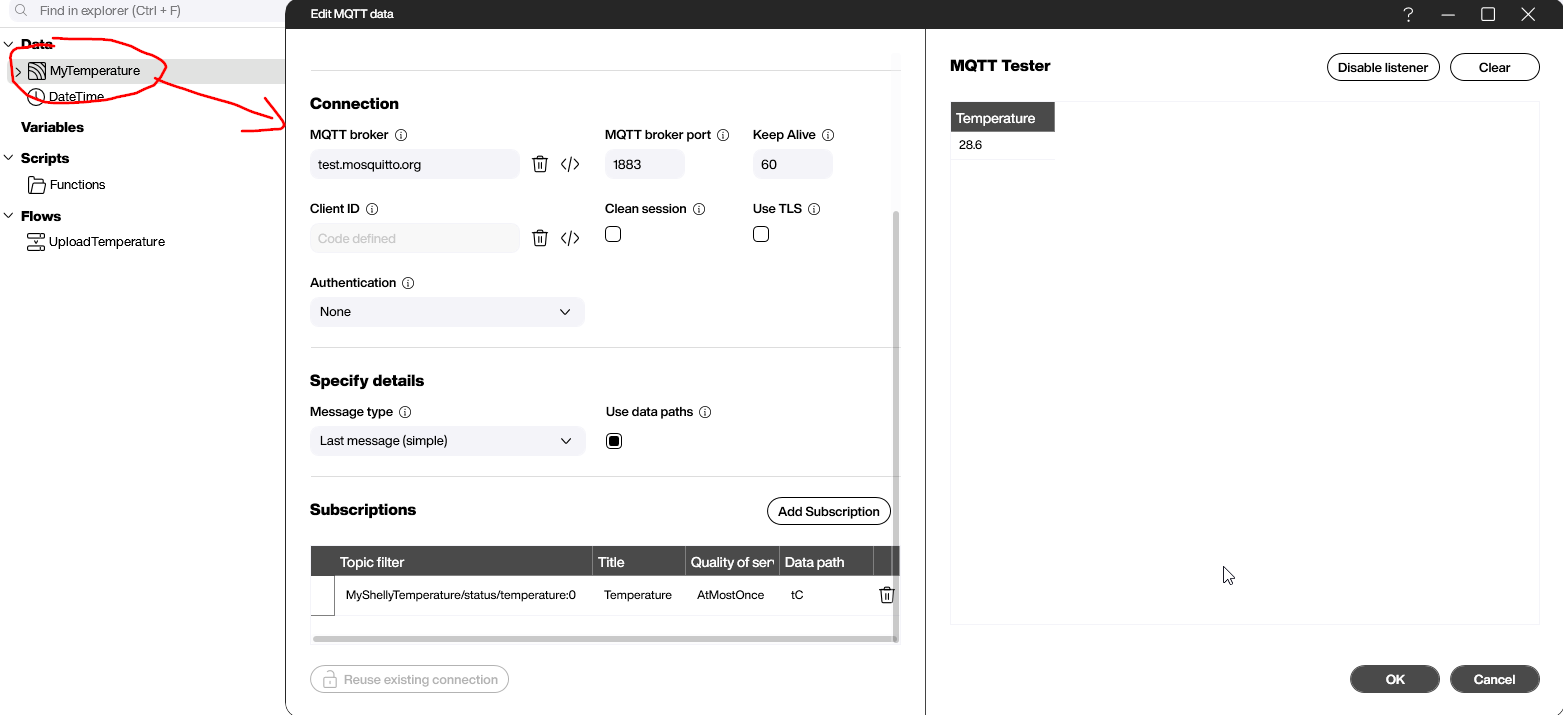 Find in explorer (Ctrl + F)
Data
MyTemperature
DateTime
Variables
Scripts
Functions
Flows
UploadTemperature
Edit MQTT data
?
Connection
MQTT broker
MQTT broker port
Keep Alive
test.mosquitto.org
</>
1883
60
Client ID
Clean session
Use TLS
Code defined
</>
Authentication
None
Specify details
Message type
Use data paths
Last message (simple)
Subscriptions
Add Subscription
Topic filter Title Quality of serv Data path
MyShellyTemperature/status/temperature:0 Temperature AtMostOnce tC
Reuse existing connection
MQTT Tester
Disable listener
Clear
Temperature
28.6
OK
Cancel